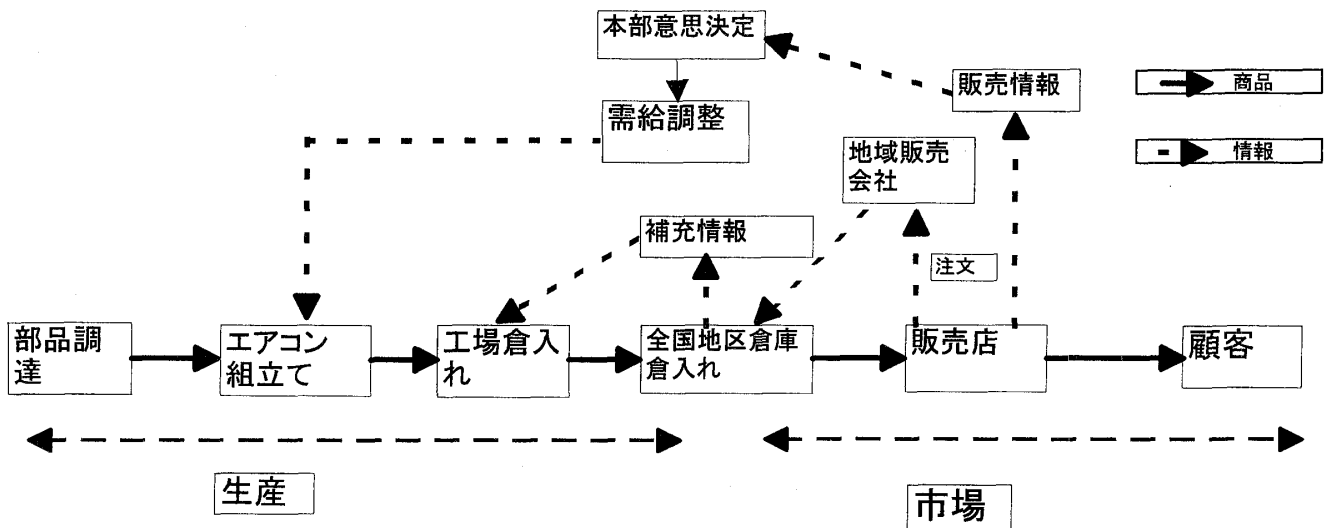 本部意思決定
需給調整
販売情報
商品
情報
地域販売
会社
補充情報
注文
部品調
達
エアコン
組立て
工場倉入
れ
全国地区倉庫
倉入れ
販売店
顧客
生産
市場